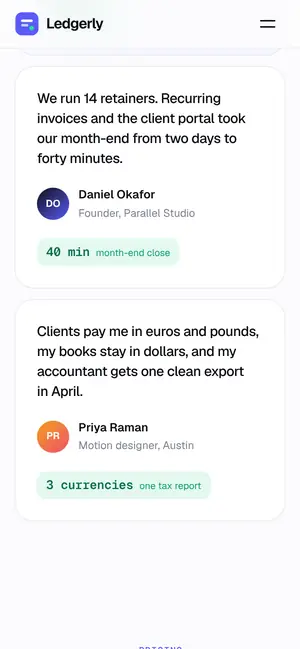 Ledgerly
We run 14 retainers. Recurring
invoices and the client portal took
our month-end from two days to
forty minutes.
DO
Daniel Okafor
Founder, Parallel Studio
40 min month-end close
Clients pay me in euros and pounds,
my books stay in dollars, and my
accountant gets one clean export
in April.
PR
Priya Raman
Motion designer, Austin
3 currencies one tax report
PRICING